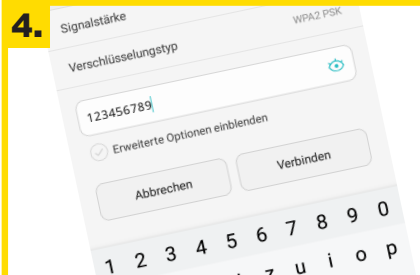 4.
Signalstärke
Verschlüsselungstyp WPA2 PSK
123456789
Erweiterte Optionen einblenden
Abbrechen Verbinden
1 2 3 4 5 6 7 8 9 0
z u i o p